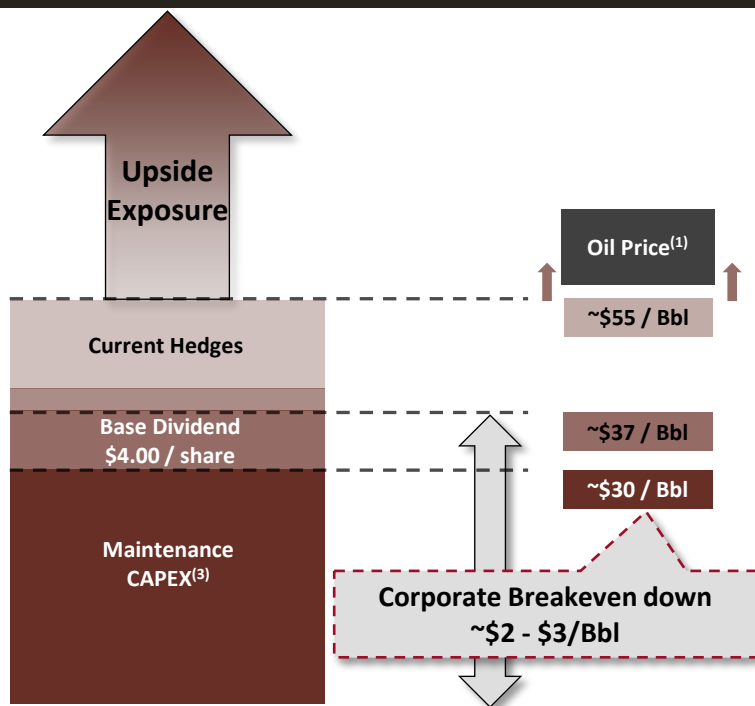 Upside
Exposure
Oil Price(1)
~$55 / Bbl
Current Hedges
Base Dividend
$4.00 / share
~$37 / Bbl
~$30 / Bbl
Maintenance
CAPEX(3)
Corporate Breakeven down
~$2 - $3/Bbl